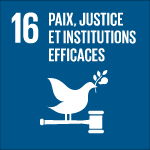 16 PAIX, JUSTICE
ET INSTITUTIONS
EFFICACES